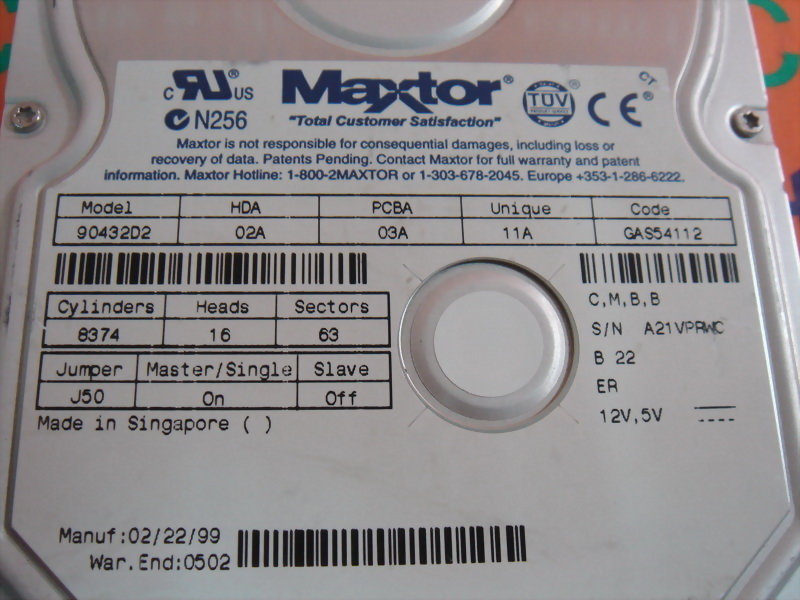 c RU® US Maxtor® TUV ® CE ® CT
N256 "Total Customer Satisfaction"
Maxtor is not responsible for consequential damages, including loss or
recovery of data. Patents Pending. Contact Maxtor for full warranty and patent
information. Maxtor Hotline: 1-800-2MAXTOR or 1-303-678-2045. Europe +353-1-286-6222.
Model HDA PCBA Unique Code
90432D2 02A 03A 11A GAS54112
C,M,B,B
Cylinders Heads Sectors
8374 16 63
S/N A21VPRWC
B 22
Jumper Master/Single Slave
J50 On Off
ER
12V,5V
Made in Singapore ( )
Manuf:02/22/99
War.End:0502